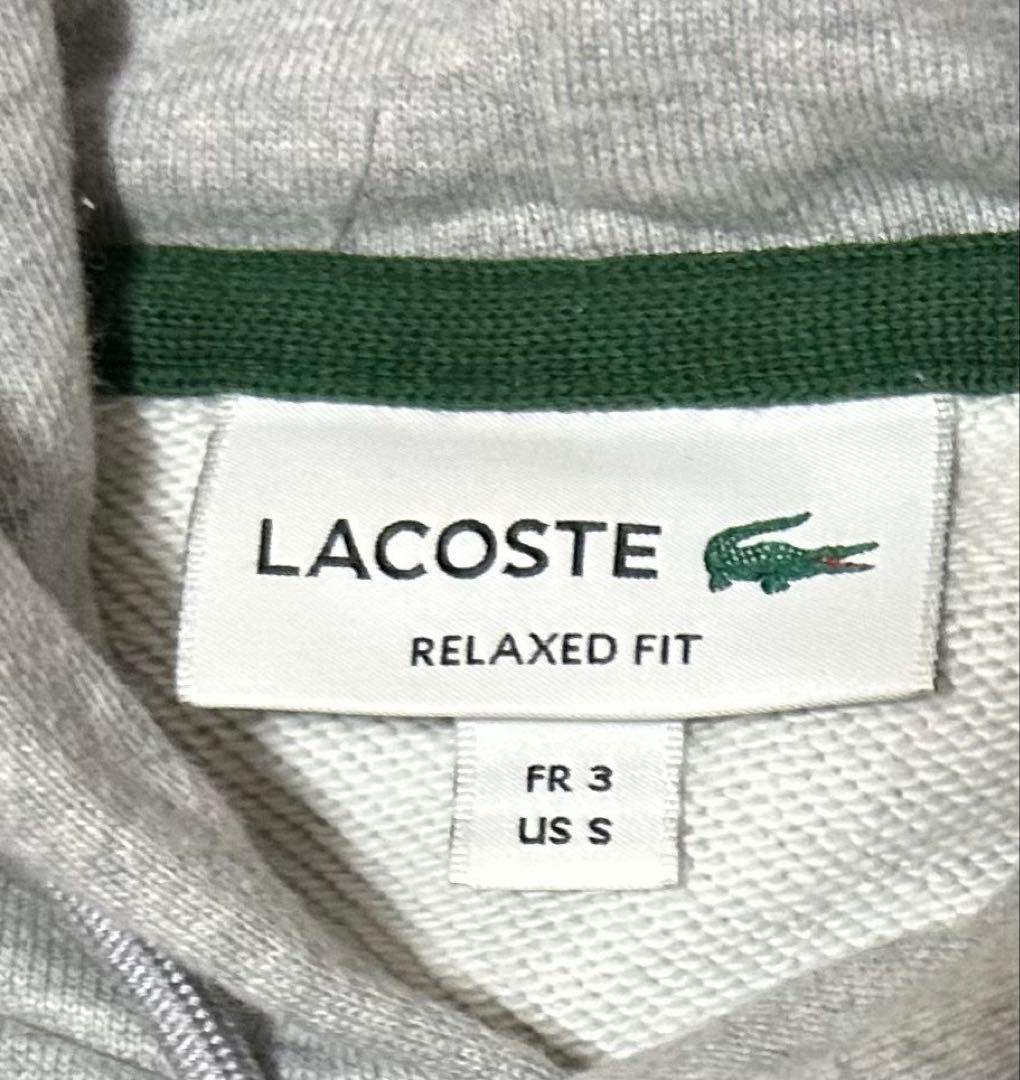 LACOSTE
RELAXED FIT
FR 3
US S